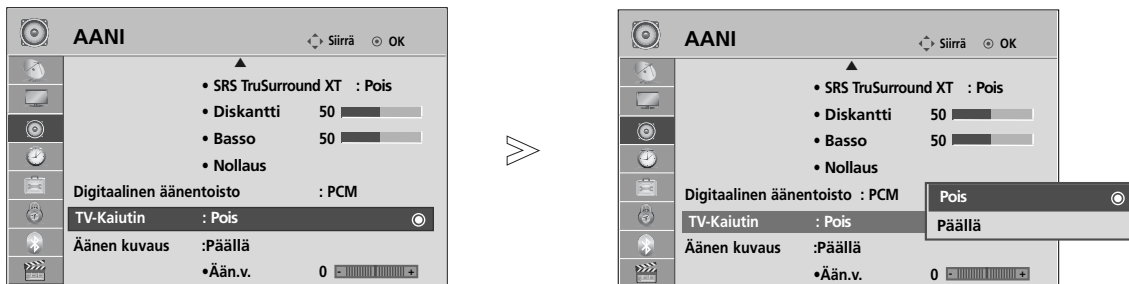 AANI Siirrä OK
• SRS TruSurround XT : Pois
• Diskantti 50
• Basso 50
• Nollaus
Digitaalinen äänentoisto : PCM
TV-Kaiutin : Pois
Äänen kuvaus :Päällä
•Ään.v. 0 - +
AANI Siirrä OK
• SRS TruSurround XT : Pois
• Diskantti 50
• Basso 50
• Nollaus
Digitaalinen äänentoisto : PCM
TV-Kaiutin : Pois
Äänen kuvaus :Päällä
•Ään.v. 0 - +
Pois
Päällä